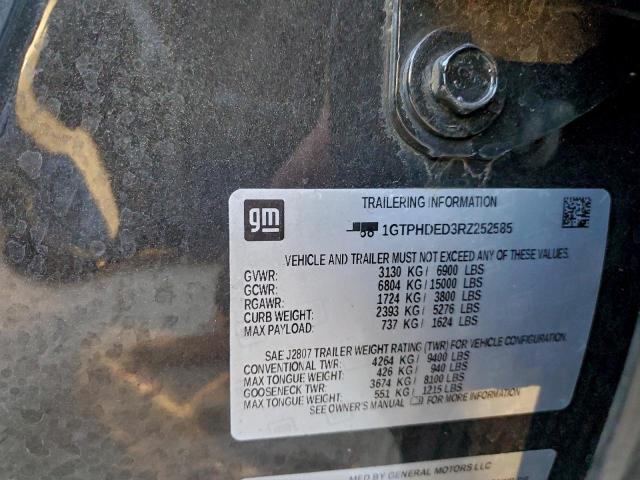 gm
TRAILERING INFORMATION
1GTPHDED3RZ252585
VEHICLE AND TRAILER MUST NOT EXCEED ANY OF THESE VALUES.
GVWR: 3130 KG / 6900 LBS
GCWR: 6804 KG / 15000 LBS
RGAWR: 1724 KG / 3800 LBS
CURB WEIGHT: 2393 KG / 5276 LBS
MAX PAYLOAD: 737 KG / 1624 LBS
SAE J2807 TRAILER WEIGHT RATING (TWR) FOR VEHICLE CONFIGURATION.
CONVENTIONAL TWR: 4264 KG / 9400 LBS
MAX TONGUE WEIGHT: 426 KG / 940 LBS
GOOSENECK TWR: 3674 KG / 8100 LBS
MAX TONGUE WEIGHT: 551 KG / 1215 LBS
SEE OWNER'S MANUAL FOR MORE INFORMATION
MFD BY GENERAL MOTORS LLC